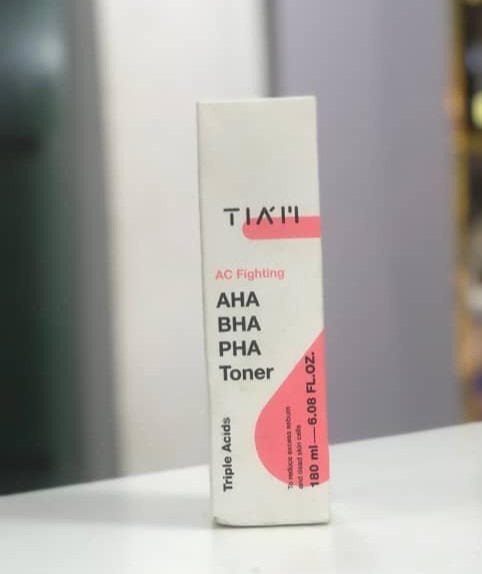 TIA'M
AC Fighting
AHA
BHA
PHA
Toner
Triple Acids
To reduce excess sebum
and dead skin cells
180 ml — 6.08 FL.OZ.